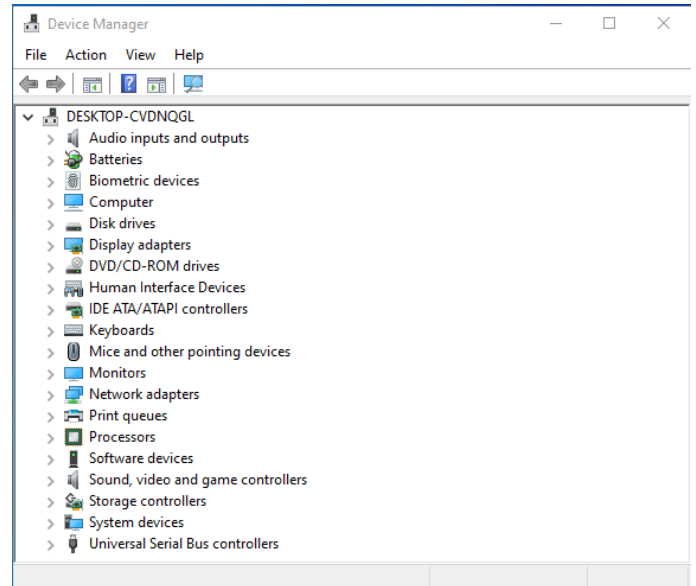 Device Manager
File Action View Help
DESKTOP-CVDNQGL
Audio inputs and outputs
Batteries
Biometric devices
Computer
Disk drives
Display adapters
DVD/CD-ROM drives
Human Interface Devices
IDE ATA/ATAPI controllers
Keyboards
Mice and other pointing devices
Monitors
Network adapters
Print queues
Processors
Software devices
Sound, video and game controllers
Storage controllers
System devices
Universal Serial Bus controllers